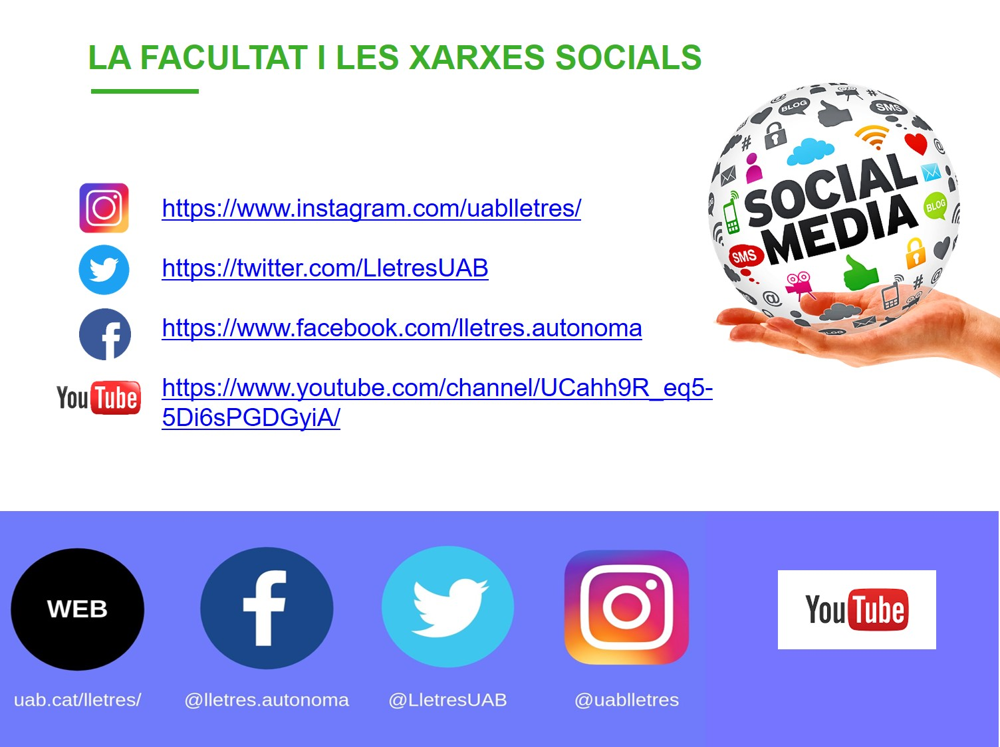 LA FACULTAT I LES XARXES SOCIALS
https://www.instagram.com/uablletres/
https://twitter.com/LletresUAB
https://www.facebook.com/lletres.autonoma
YouTube
https://www.youtube.com/channel/UCahh9R_eq5-
5Di6sPGDGyiA/
BLOG
SMS
SOCIAL
MEDIA
BLOG
SMS
WEB
YouTube
uab.cat/lletres/
@lletres.autonoma
@LletresUAB
@uablletres